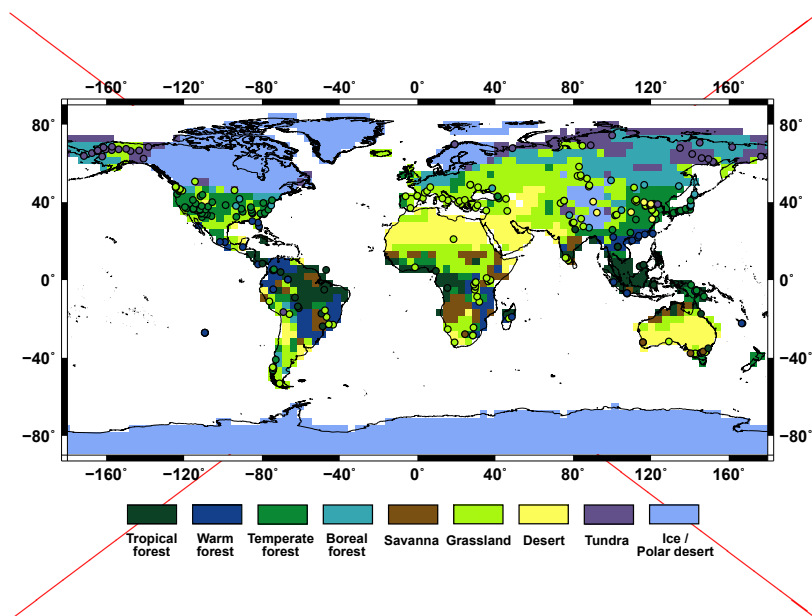 −160° −120° −80° −40° 0° 40° 80° 120° 160°
80° 80°
40° 40°
0° 0°
−40° −40°
−80° −80°
−160° −120° −80° −40° 0° 40° 80° 120° 160°
Tropical forest
Warm forest
Temperate forest
Boreal forest
Savanna
Grassland
Desert
Tundra
Ice / Polar desert